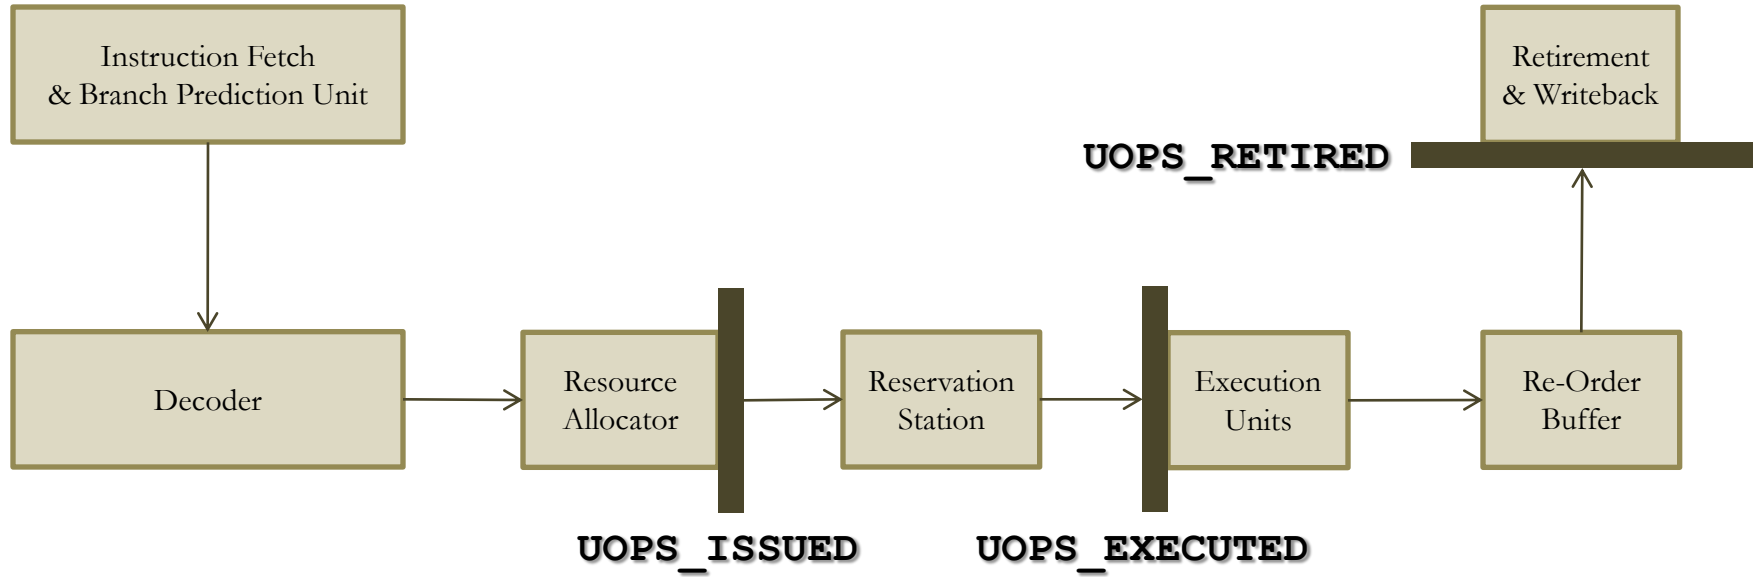 Instruction Fetch
& Branch Prediction Unit
Retirement
& Writeback
UOPS_RETIRED
Decoder
Resource
Allocator
Reservation
Station
Execution
Units
Re-Order
Buffer
UOPS_ISSUED
UOPS_EXECUTED